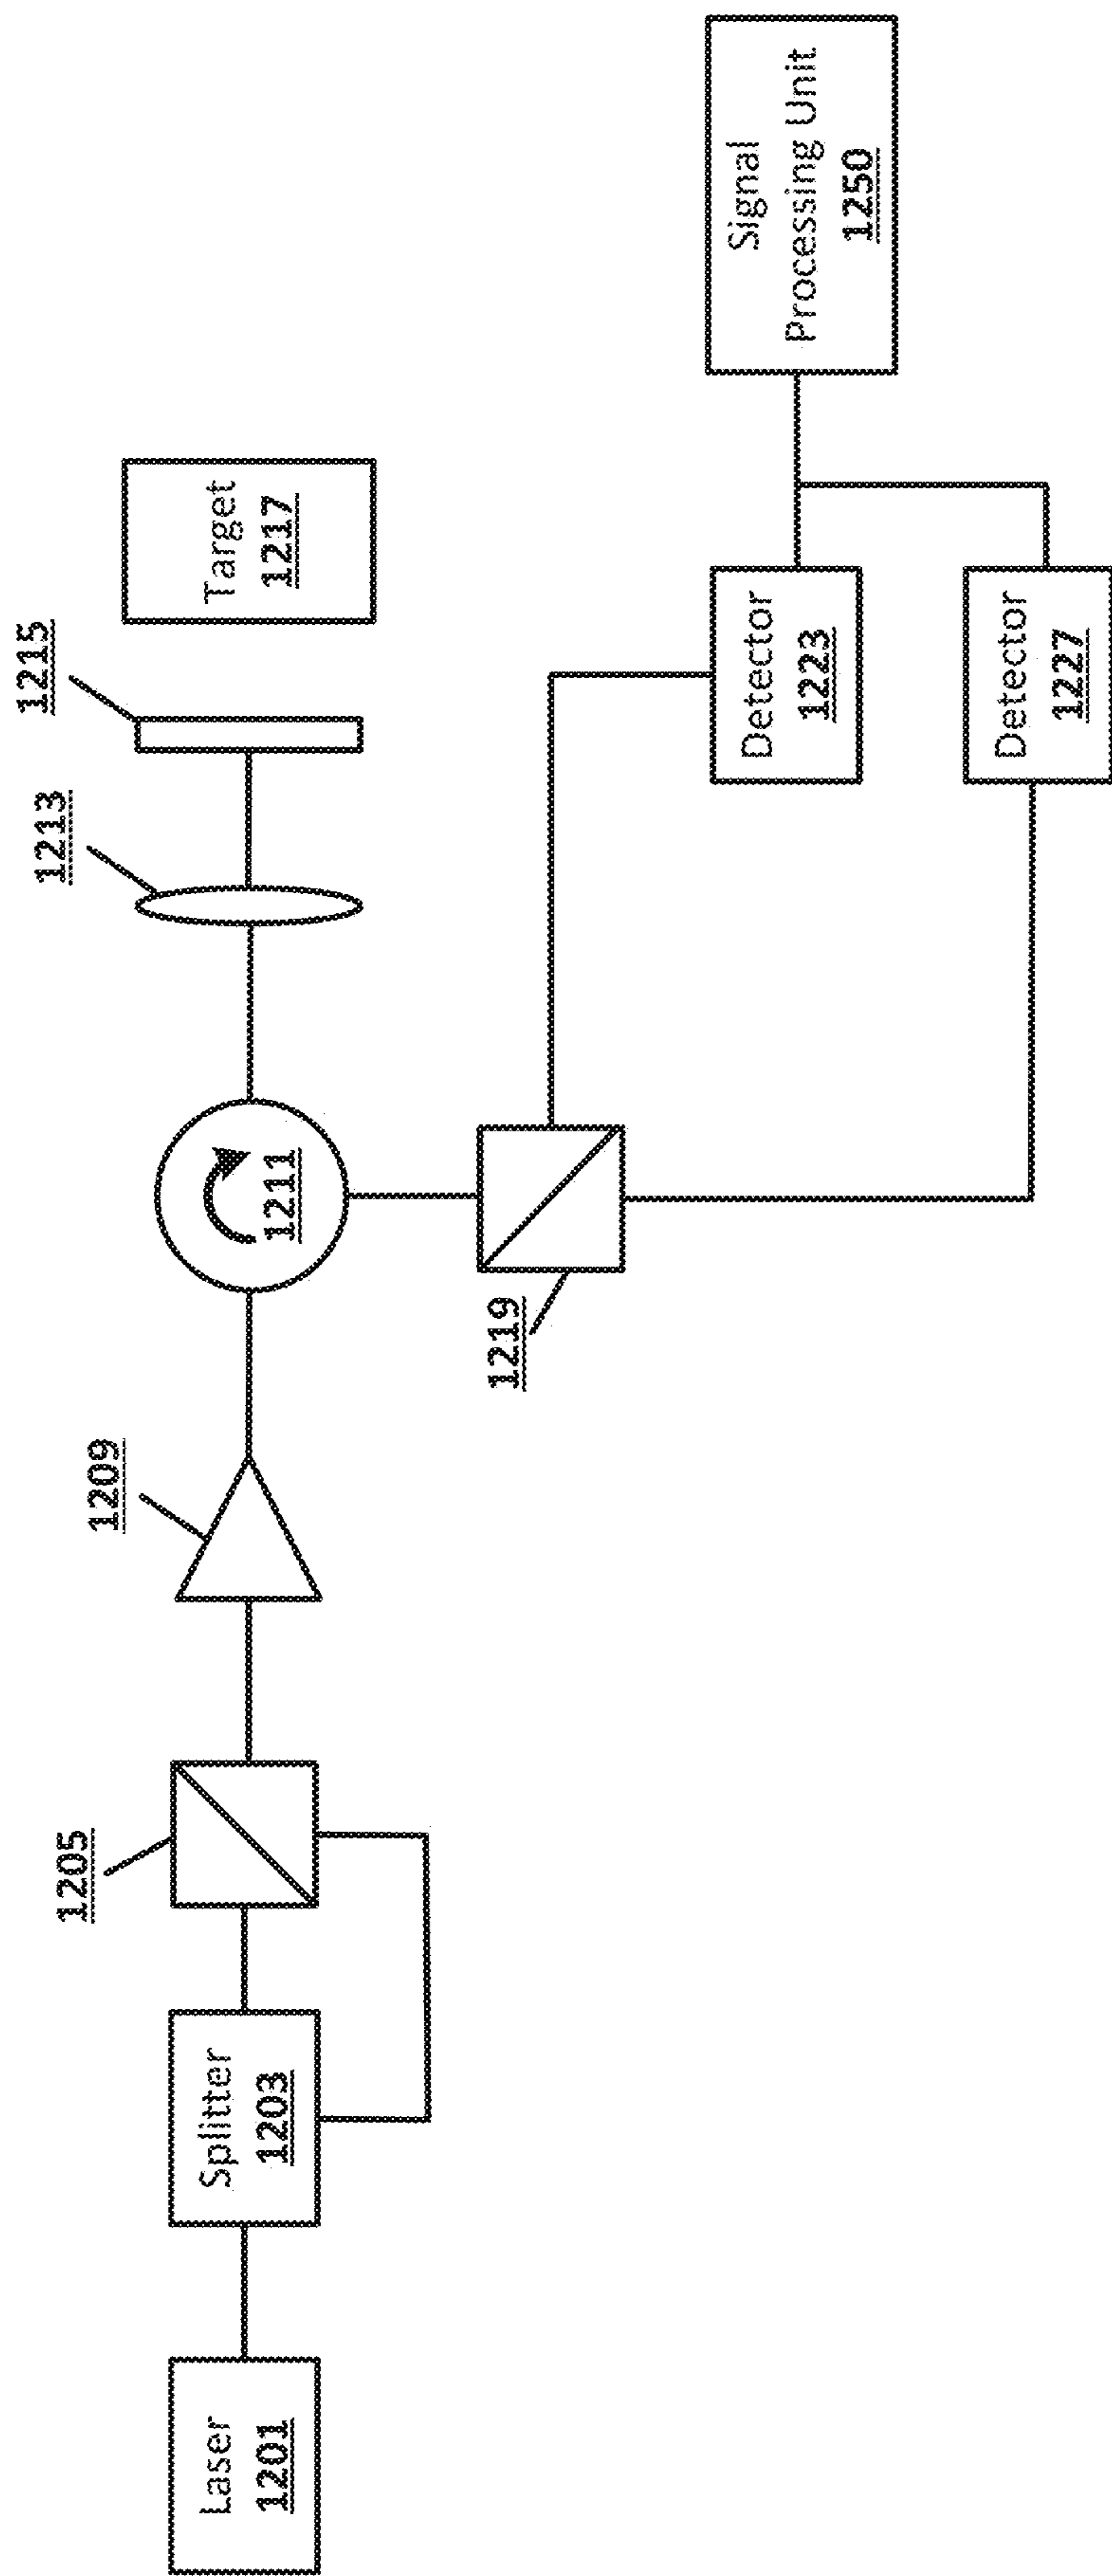 Laser
1201
Splitter
1203
1205
1209
1211
1213
1215
Target
1217
1219
Detector
1223
Detector
1227
Signal
Processing Unit
1250